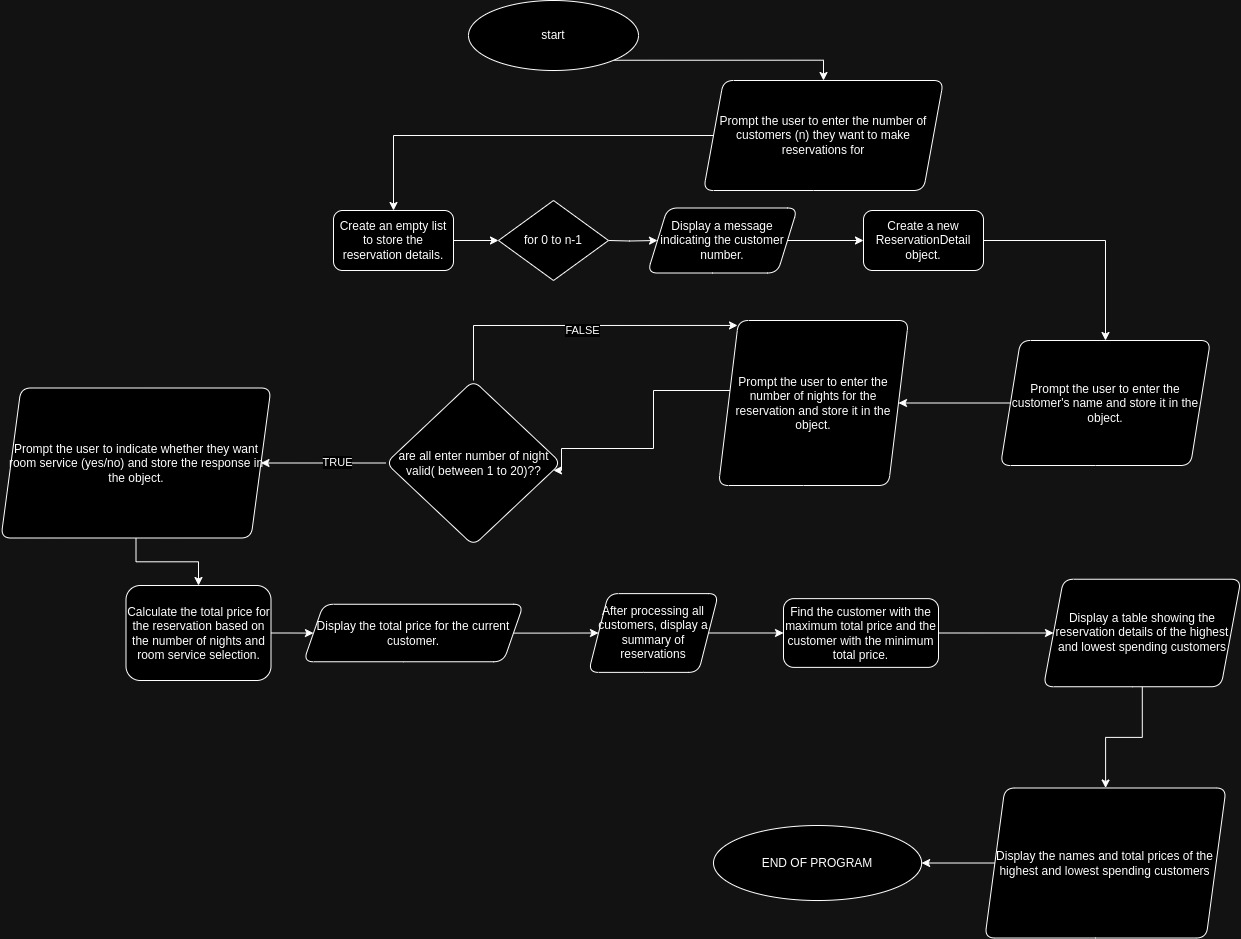 start
Prompt the user to enter the number of
customers (n) they want to make
reservations for
Create an empty list
to store the
reservation details.
for 0 to n-1
Display a message
indicating the customer
number.
Create a new
ReservationDetail
object.
FALSE
Prompt the user to enter the
number of nights for the
reservation and store it in the
object.
Prompt the user to enter the
customer's name and store it in the
object.
Prompt the user to indicate whether they want
room service (yes/no) and store the response in
the object.
TRUE
are all enter number of night
valid( between 1 to 20)??
Calculate the total price for
the reservation based on
the number of nights and
room service selection.
Display the total price for the current
customer.
After processing all
customers, display a
summary of
reservations
Find the customer with the
maximum total price and the
customer with the minimum
total price.
Display a table showing the
reservation details of the highest
and lowest spending customers
END OF PROGRAM
Display the names and total prices of the
highest and lowest spending customers